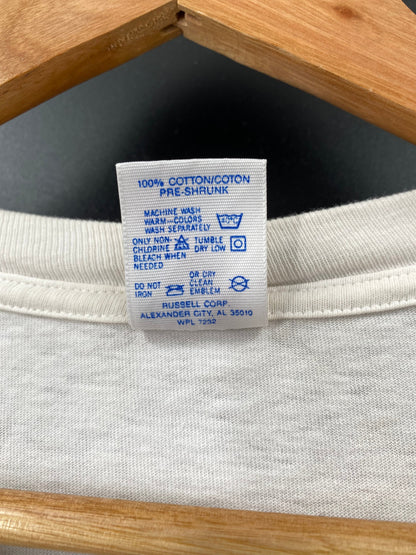 100% COTTON/COTON
PRE-SHRUNK
MACHINE WASH
WARM-COLORS
WASH SEPARATELY
ONLY NON-
CHLORINE
BLEACH WHEN
NEEDED
TUMBLE
DRY LOW
DO NOT
IRON
OR DRY
CLEAN
EMBLEM
RUSSELL CORP.
ALEXANDER CITY, AL 35010
WPL 7232